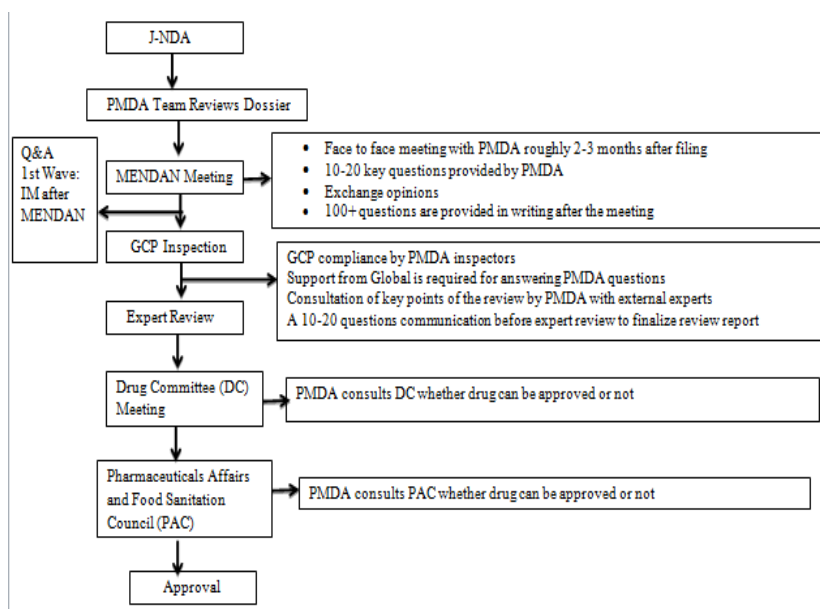 J-NDA
PMDA Team Reviews Dossier
Q&A
1st Wave:
IM after
MENDAN
MENDAN Meeting
• Face to face meeting with PMDA roughly 2-3 months after filing
• 10-20 key questions provided by PMDA
• Exchange opinions
• 100+ questions are provided in writing after the meeting
GCP Inspection
GCP compliance by PMDA inspectors
Support from Global is required for answering PMDA questions
Consultation of key points of the review by PMDA with external experts
A 10-20 questions communication before expert review to finalize review report
Expert Review
Drug Committee (DC)
Meeting
PMDA consults DC whether drug can be approved or not
Pharmaceuticals Affairs
and Food Sanitation
Council (PAC)
PMDA consults PAC whether drug can be approved or not
Approval